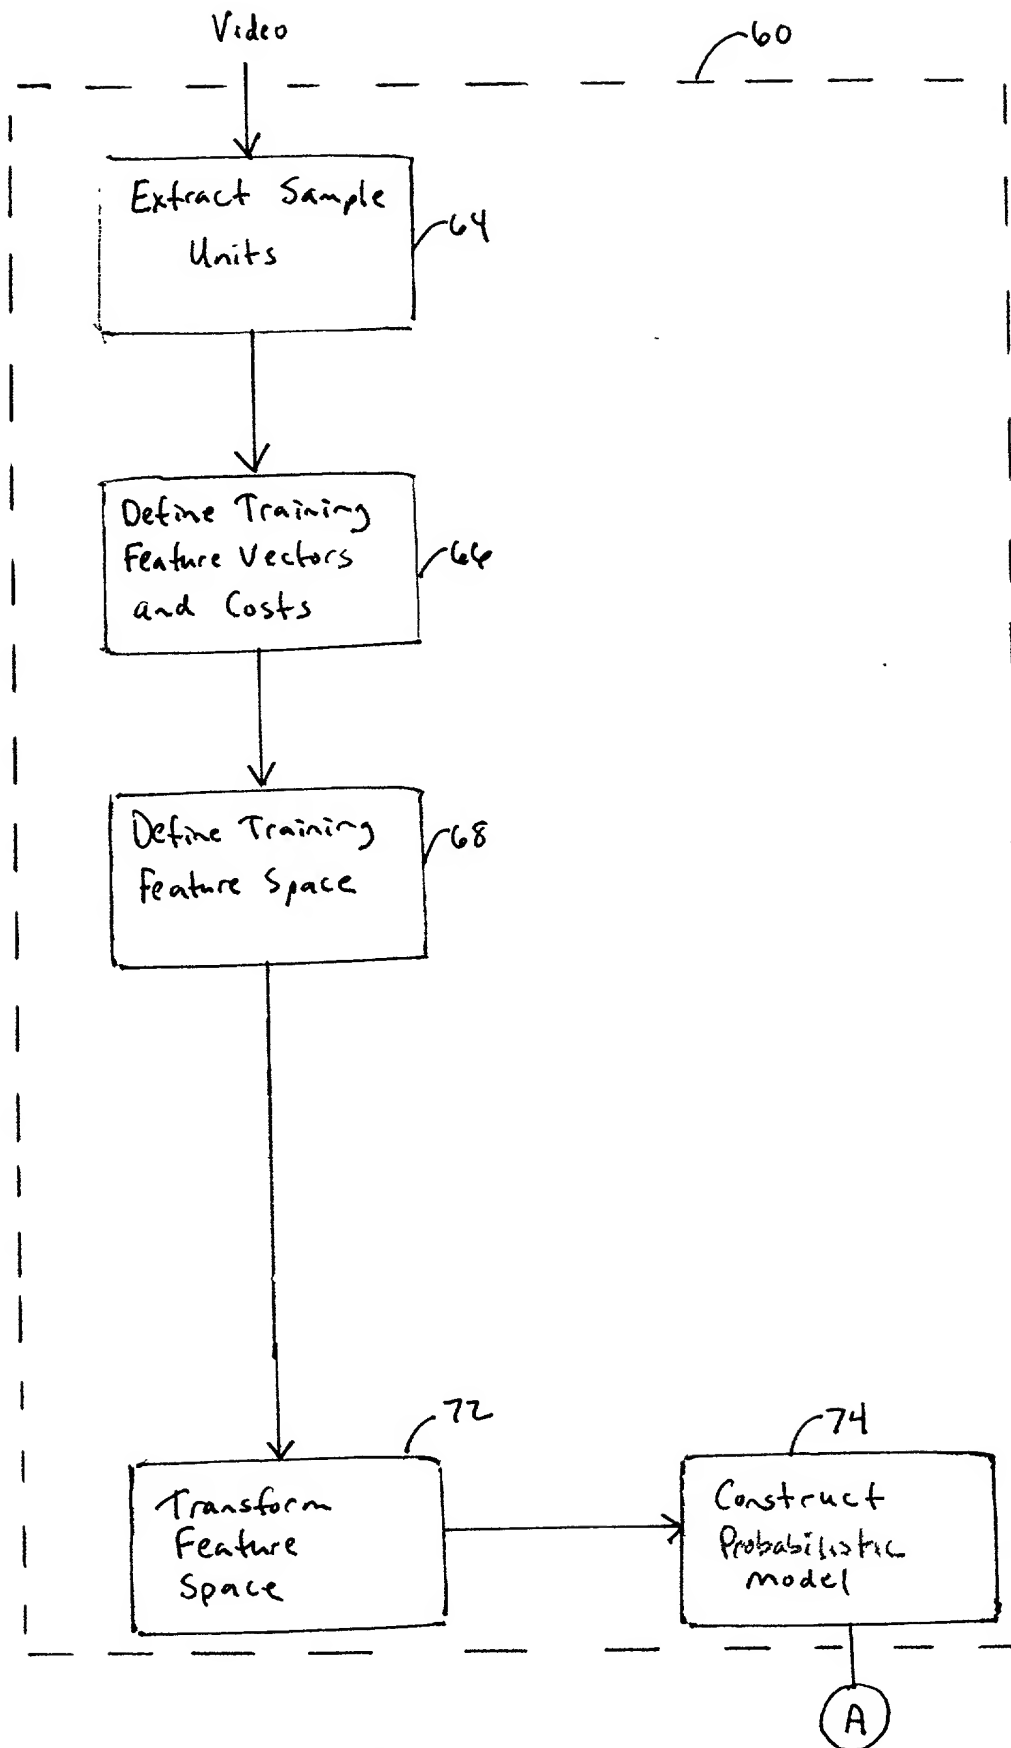 Video
60
Extract Sample
Units
64
Define Training
Feature Vectors
and Costs
66
Define Training
Feature Space
68
72
Transform
Feature
Space
74
Construct
Probabilistic
Model
A